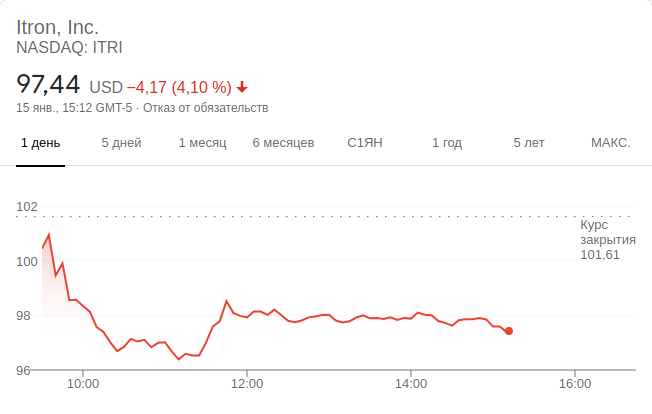 Itron, Inc.
NASDAQ: ITRI
97,44 USD −4,17 (4,10 %)
15 янв., 15:12 GMT-5 · Отказ от обязательств
1 день 5 дней 1 месяц 6 месяцев С1ЯН 1 год 5 лет МАКС.
102
Курс
закрытия
101,61
100
98
96
10:00 12:00 14:00 16:00